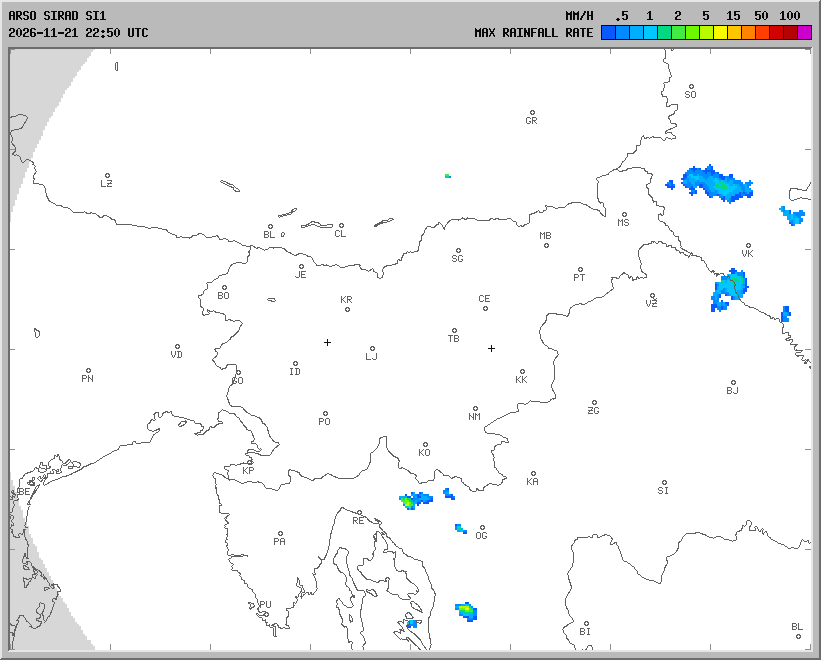 ARSO SIRAD SI1
2026-11-21 22:50 UTC
MM/H .5 1 2 5 15 50 100
MAX RAINFALL RATE
SO
GR
LZ
MS
BL
CL
MB
VK
SG
JE
PT
BO
KR
CE
VŽ
TB
LJ
VD
ID
GO
PN
KK
BJ
ZG
NM
PO
KO
KP
KA
SI
BE
RE
OG
PA
PU
BI
BL